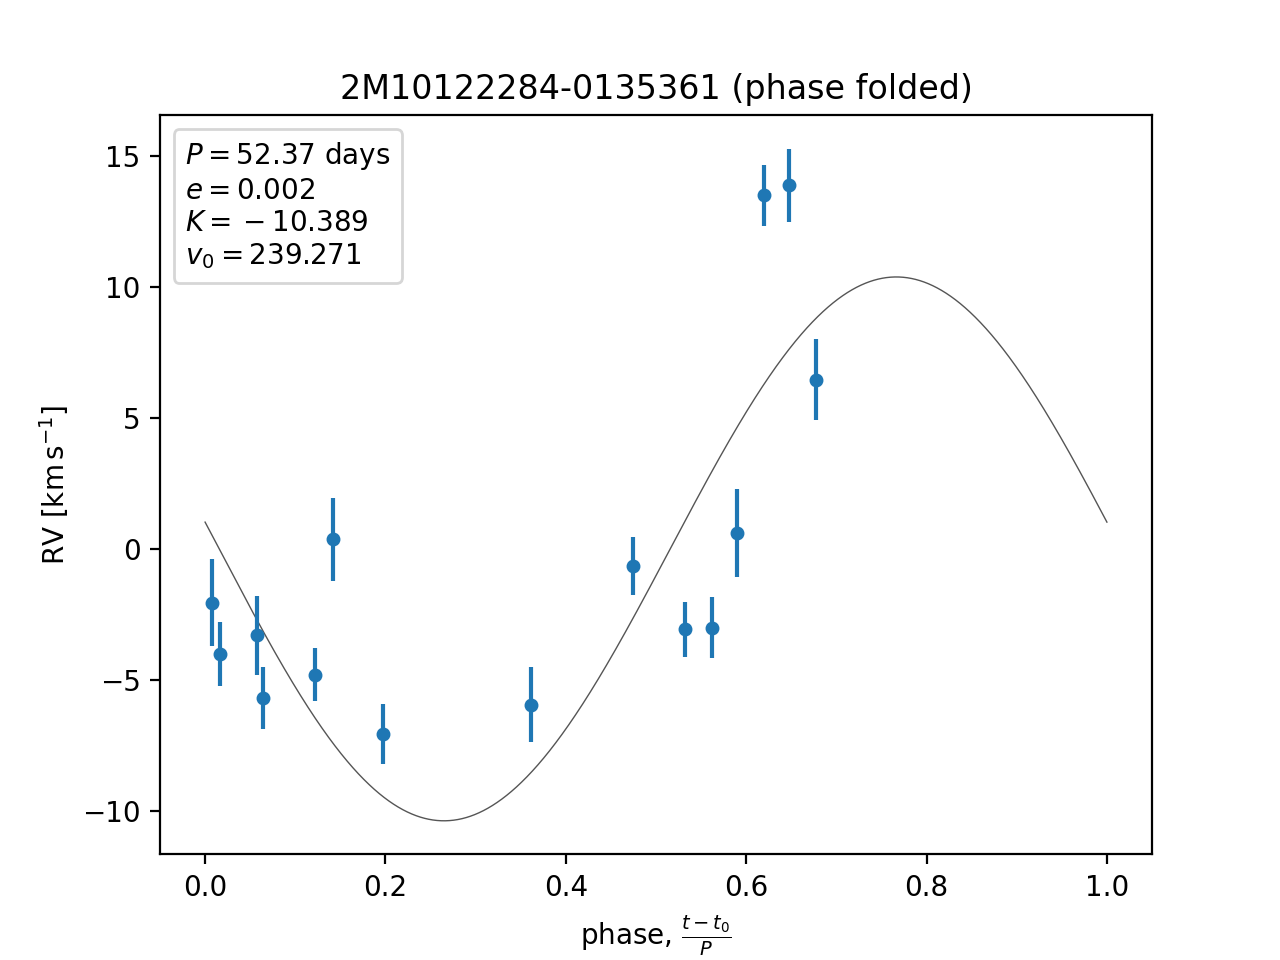 2M10122284-0135361 (phase folded)
P = 52.37 days
e = 0.002
K = −10.389
v₀ = 239.271
15
10
5
0
−5
−10
RV [km s⁻¹]
0.0 0.2 0.4 0.6 0.8 1.0
phase, (t − t₀)/P